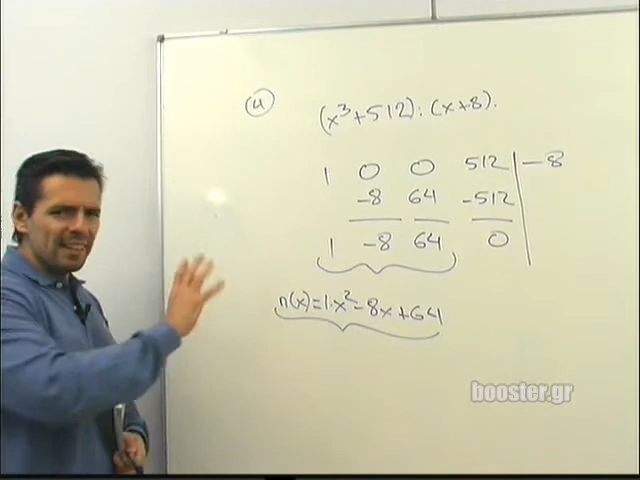 4 (x³+512):(x+8).
1 0 0 512 -8
-8 64 -512
1 -8 64 0
π(x)=1·x²-8x+64
booster.gr